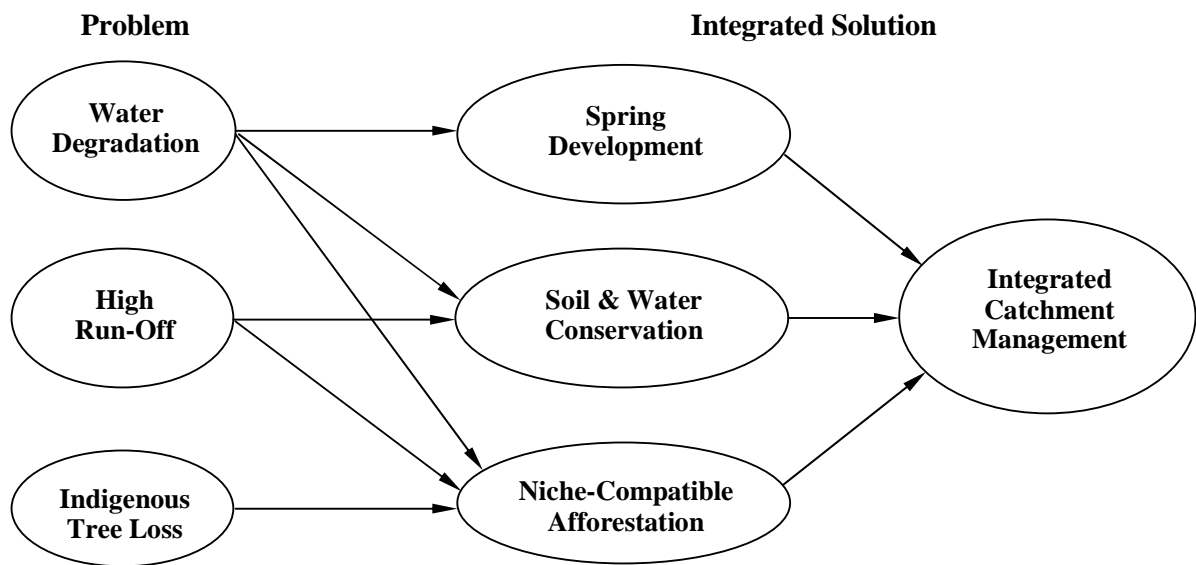 Problem
Integrated Solution
Water
Degradation
Spring
Development
High
Run-Off
Soil & Water
Conservation
Integrated
Catchment
Management
Indigenous
Tree Loss
Niche-Compatible
Afforestation